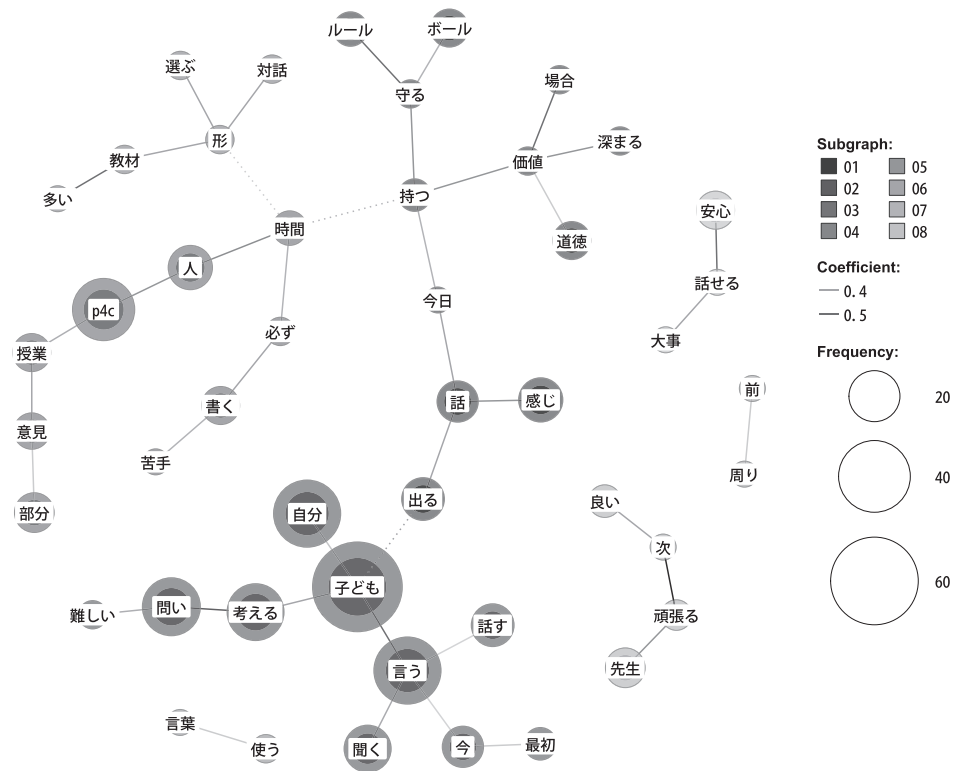 ルール
ボール
選ぶ
対話
場合
守る
形
深まる
教材
価値
多い
持つ
時間
道徳
安心
人
話せる
今日
p4c
必ず
大事
授業
書く
話
感じ
前
意見
苦手
周り
出る
部分
自分
良い
次
子ども
難しい
問い
考える
頑張る
話す
言う
先生
言葉
使う
聞く
今
最初
Subgraph:
01 05
02 06
03 07
04 08
Coefficient:
0.4
0.5
Frequency:
20
40
60